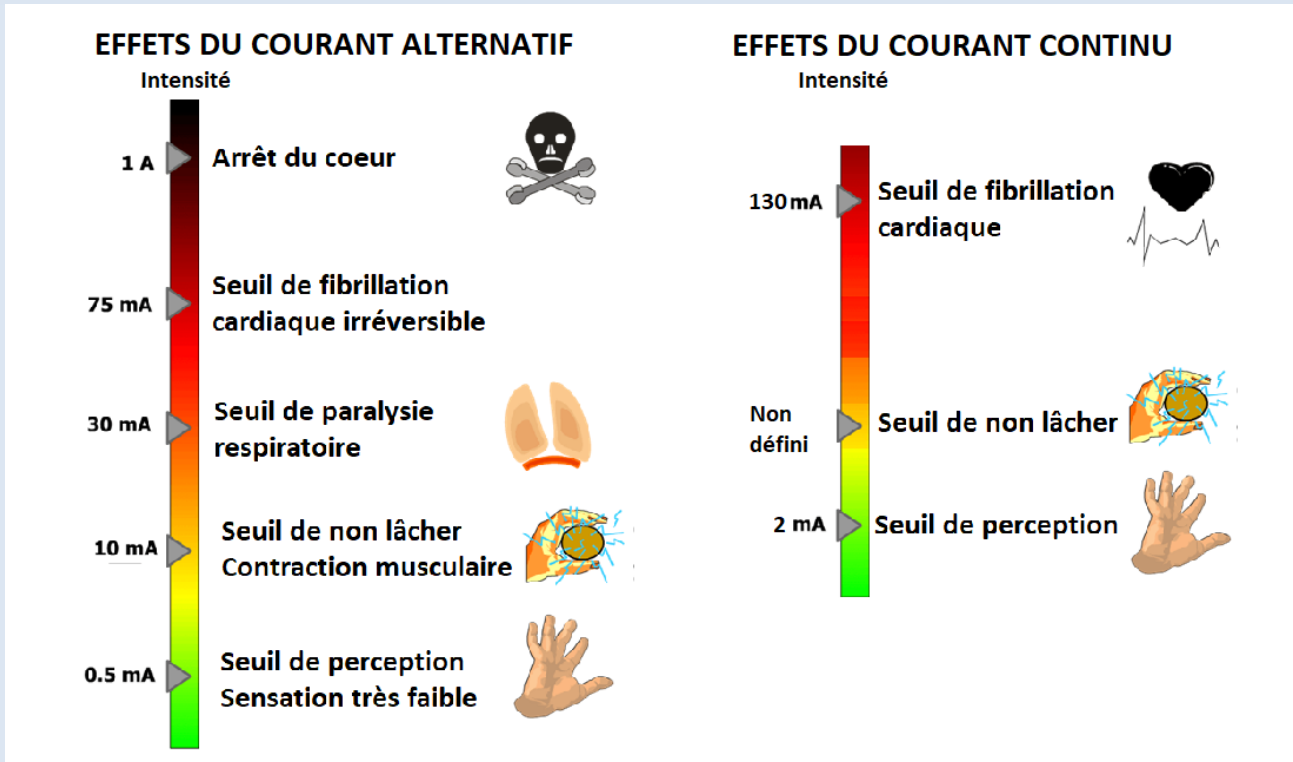 EFFETS DU COURANT ALTERNATIF
Intensité
1 A
Arrêt du coeur
75 mA
Seuil de fibrillation
cardiaque irréversible
30 mA
Seuil de paralysie
respiratoire
10 mA
Seuil de non lâcher
Contraction musculaire
0.5 mA
Seuil de perception
Sensation très faible
EFFETS DU COURANT CONTINU
Intensité
130 mA
Seuil de fibrillation
cardiaque
Non
défini
Seuil de non lâcher
2 mA
Seuil de perception